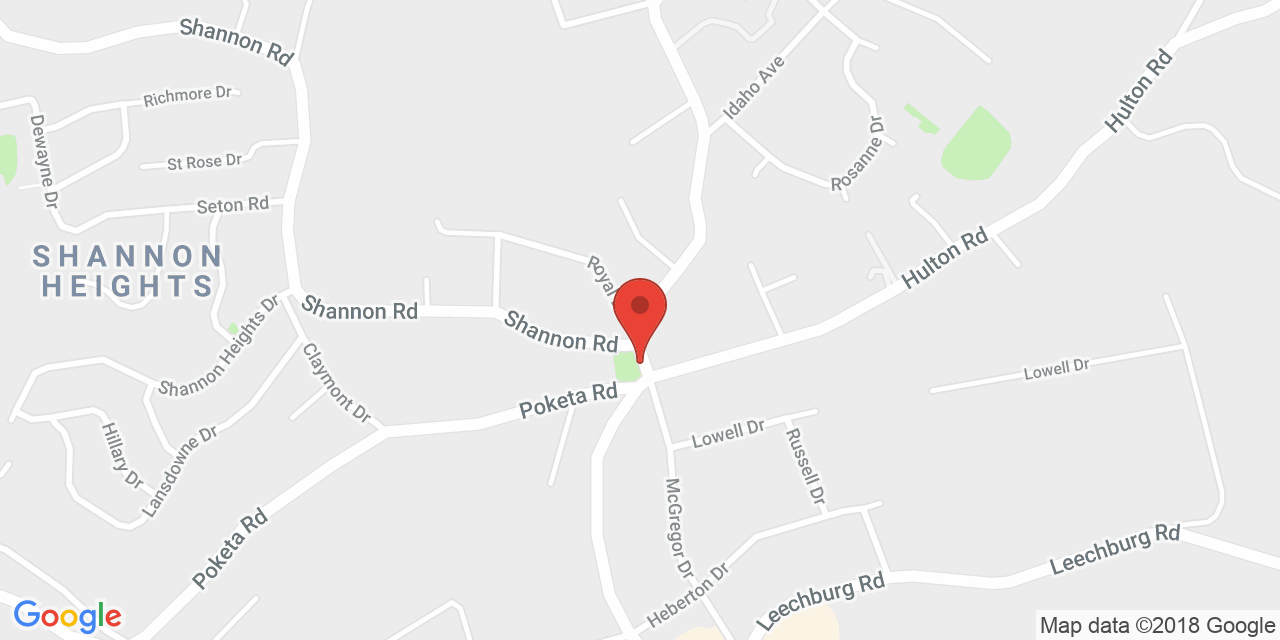 Shannon Rd
Hulton Rd
Idaho Ave
Richmore Dr
Dewayne Dr
St Rose Dr
Rosanne Dr
Seton Rd
SHANNON
HEIGHTS
Hulton Rd
Royal
Shannon Rd
Shannon Rd
Shannon Heights Dr
Claymont Dr
Lowell Dr
Poketa Rd
Lowell Dr
Hillary Dr
Lansdowne Dr
Russell Dr
McGregor Dr
Poketa Rd
Leechburg Rd
Heberton Dr
Leechburg Rd
Google
Map data ©2018 Google